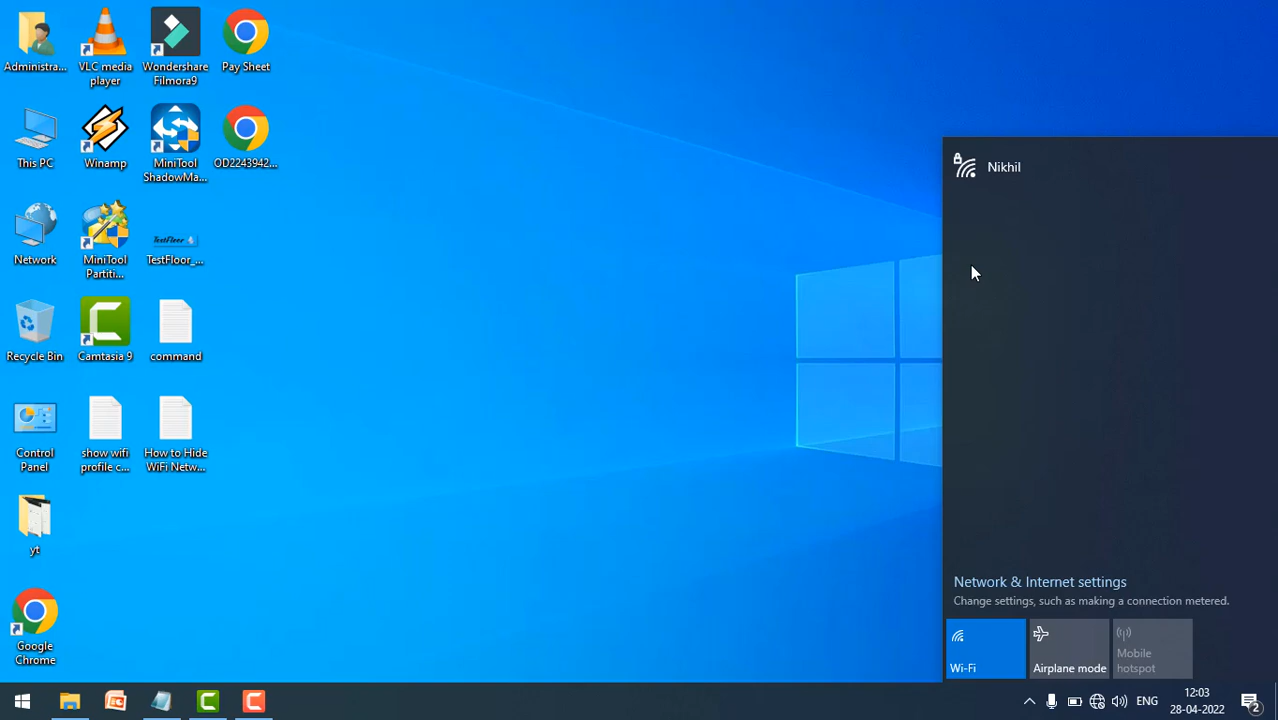 Administra...
VLC media
player
Wondershare
Filmora9
Pay Sheet
This PC
Winamp
MiniTool
ShadowMa...
OD2243942...
Network
MiniTool
Partiti...
TestFloor
TestFloor_...
Recycle Bin
Camtasia 9
command
Control
Panel
show wifi
profile c...
How to Hide
WiFi Netw...
yt
Google
Chrome
Nikhil
Network & Internet settings
Change settings, such as making a connection metered.
Wi-Fi
Airplane mode
Mobile
hotspot
ENG
12:03
28-04-2022
2